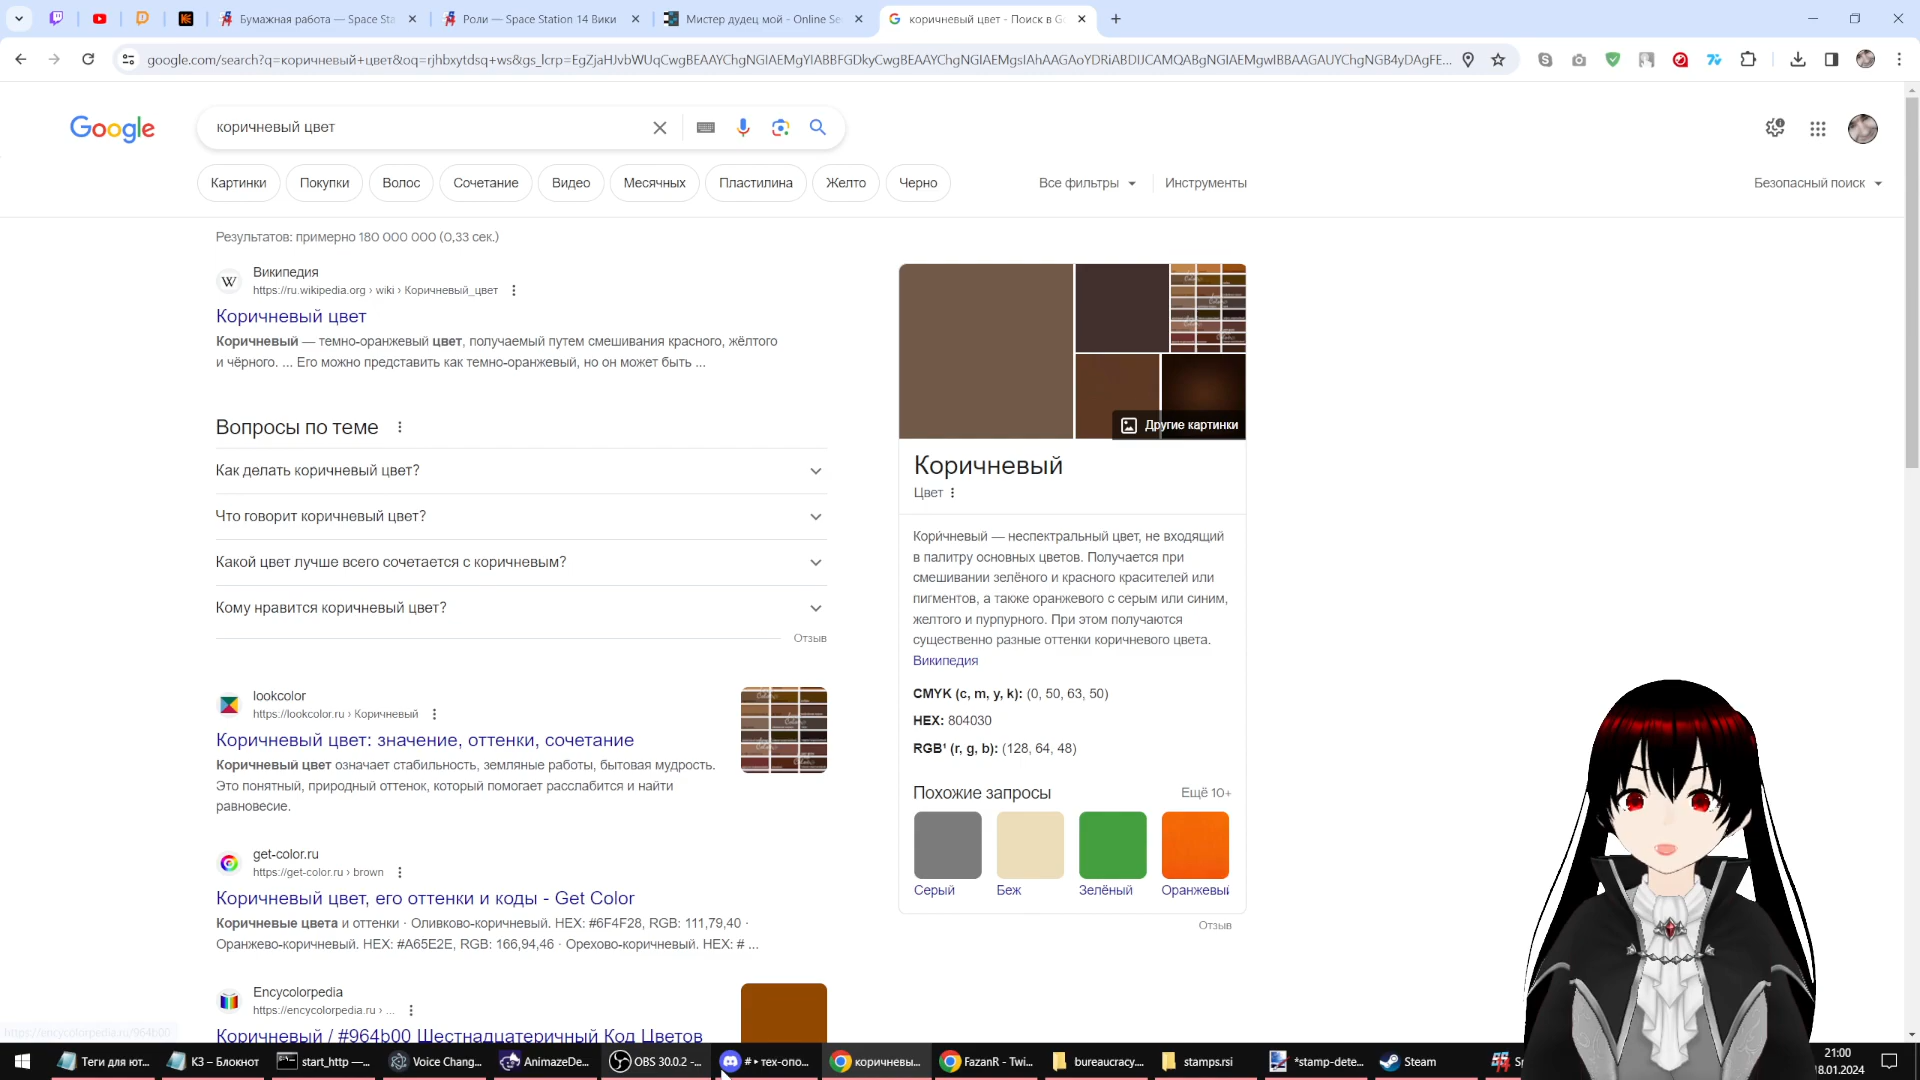 Бумажная работа — Space Sta
Роли — Space Station 14 Вики
Мистер дудец мой - Online Se
коричневый цвет - Поиск в Go
google.com/search?q=коричневый+цвет&oq=rjhbxytdsq+ws&gs_lcrp=EgZjaHJvbWUqCwgBEAAYChgNGIAEMgYIABBFGDkyCwgBEAAYChgNGIAEMgsIAhAAGAoYDRiABDIJCAMQABgNGIAEMgwIBBAAGAUYChgNGB4yDAgFE...
Google
коричневый цвет
Картинки
Покупки
Волос
Сочетание
Видео
Месячных
Пластилина
Желто
Черно
Все фильтры
Инструменты
Безопасный поиск
Результатов: примерно 180 000 000 (0,33 сек.)
Википедия
https://ru.wikipedia.org › wiki › Коричневый_цвет
Коричневый цвет
Коричневый — темно-оранжевый цвет, получаемый путем смешивания красного, жёлтого
и чёрного. ... Его можно представить как темно-оранжевый, но он может быть ...
Вопросы по теме
Как делать коричневый цвет?
Что говорит коричневый цвет?
Какой цвет лучше всего сочетается с коричневым?
Кому нравится коричневый цвет?
Отзыв
lookcolor
https://lookcolor.ru › Коричневый
Коричневый цвет: значение, оттенки, сочетание
Коричневый цвет означает стабильность, земляные работы, бытовая мудрость.
Это понятный, природный оттенок, который помогает расслабится и найти
равновесие.
get-color.ru
https://get-color.ru › brown
Коричневый цвет, его оттенки и коды - Get Color
Коричневые цвета и оттенки · Оливково-коричневый. HEX: #6F4F28, RGB: 111,79,40 ·
Оранжево-коричневый. HEX: #A65E2E, RGB: 166,94,46 · Орехово-коричневый. HEX: # ...
Encycolorpedia
https://encycolorpedia.ru › ...
Коричневый / #964b00 Шестнадцатеричный Код Цветов
https://encycolorpedia.ru/964b00
Другие картинки
Коричневый
Цвет
Кори́чневый — неспектральный цвет, не входящий
в палитру основных цветов. Получается при
смешивании зелёного и красного красителей или
пигментов, а также оранжевого с серым или синим,
желтого и пурпурного. При этом получаются
существенно разные оттенки коричневого цвета.
Википедия
CMYK (c, m, y, k): (0, 50, 63, 50)
HEX: 804030
RGB¹ (r, g, b): (128, 64, 48)
Похожие запросы
Ещё 10+
Серый
Беж
Зелёный
Оранжевый
Отзыв
Теги для ют...
КЗ – Блокнот
start_http —...
Voice Chang...
AnimazeDe...
OBS 30.0.2 -...
# ▸ тех-опо...
коричневы...
FazanR - Twi...
bureaucracy....
stamps.rsi
*stamp-dete...
Steam
21:00
18.01.2024